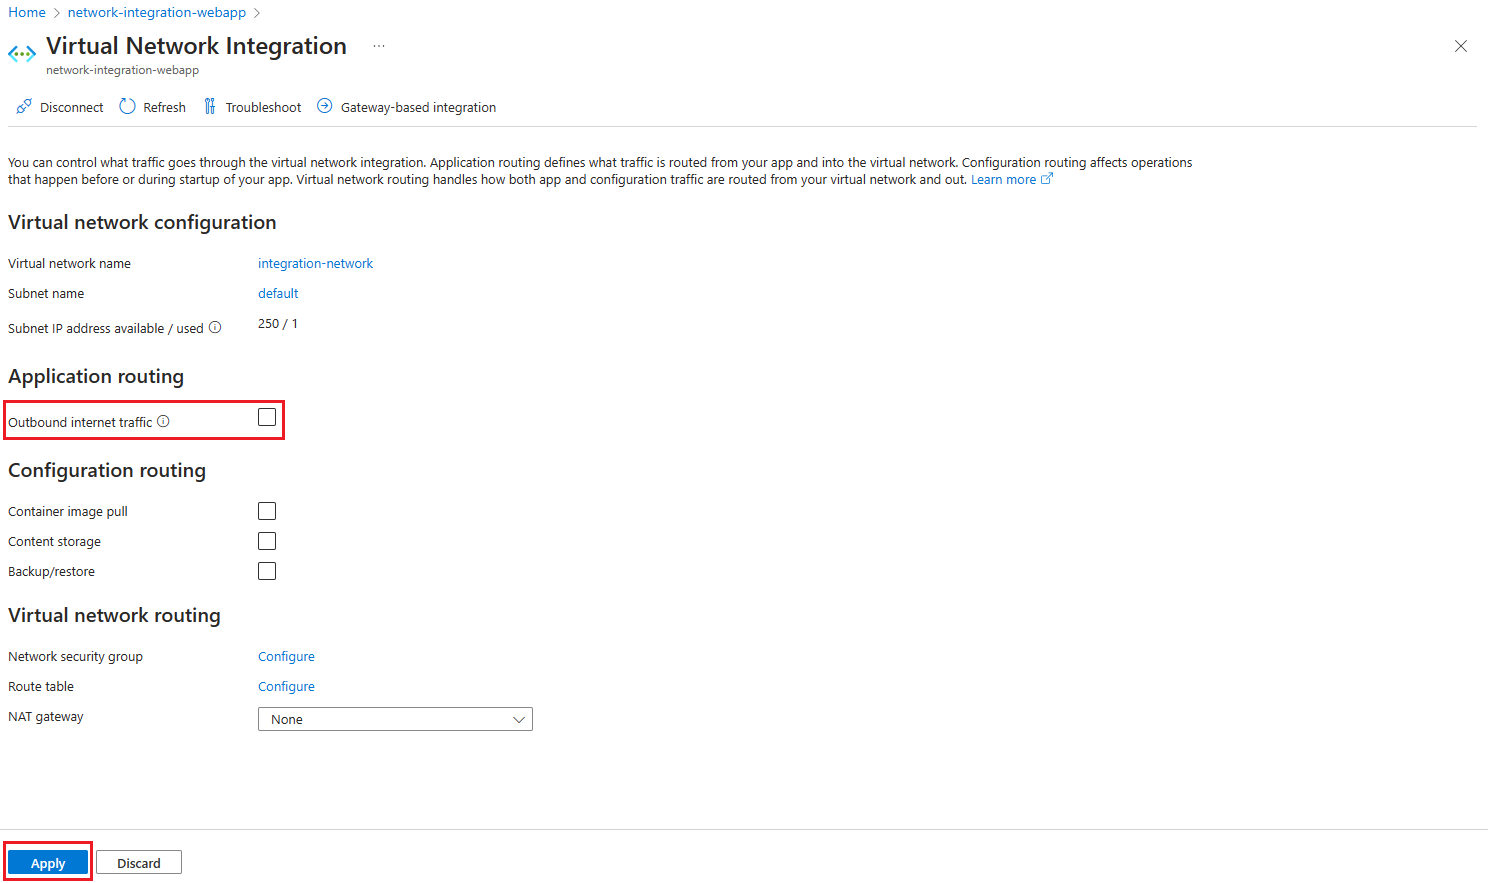 Home > network-integration-webapp >
Virtual Network Integration ...
network-integration-webapp
Disconnect Refresh Troubleshoot Gateway-based integration
You can control what traffic goes through the virtual network integration. Application routing defines what traffic is routed from your app and into the virtual network. Configuration routing affects operations
that happen before or during startup of your app. Virtual network routing handles how both app and configuration traffic are routed from your virtual network and out. Learn more
Virtual network configuration
Virtual network name integration-network
Subnet name default
Subnet IP address available / used 250 / 1
Application routing
Outbound internet traffic
Configuration routing
Container image pull
Content storage
Backup/restore
Virtual network routing
Network security group Configure
Route table Configure
NAT gateway None
Apply Discard